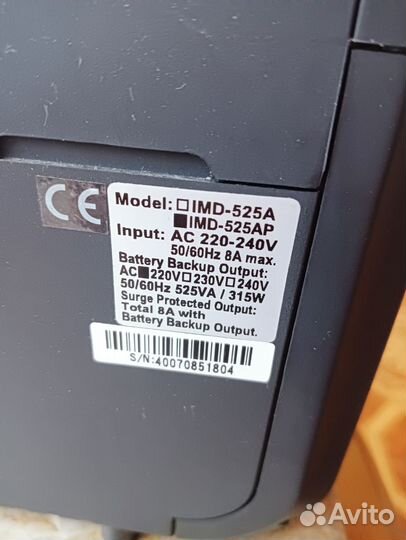 CE
Model: □IMD-525A
■IMD-525AP
Input: AC 220-240V
50/60Hz 8A max.
Battery Backup Output:
AC■220V□230V□240V
50/60Hz 525VA / 315W
Surge Protected Output:
Total 8A with
Battery Backup Output.
S/N:40070851804
Avito